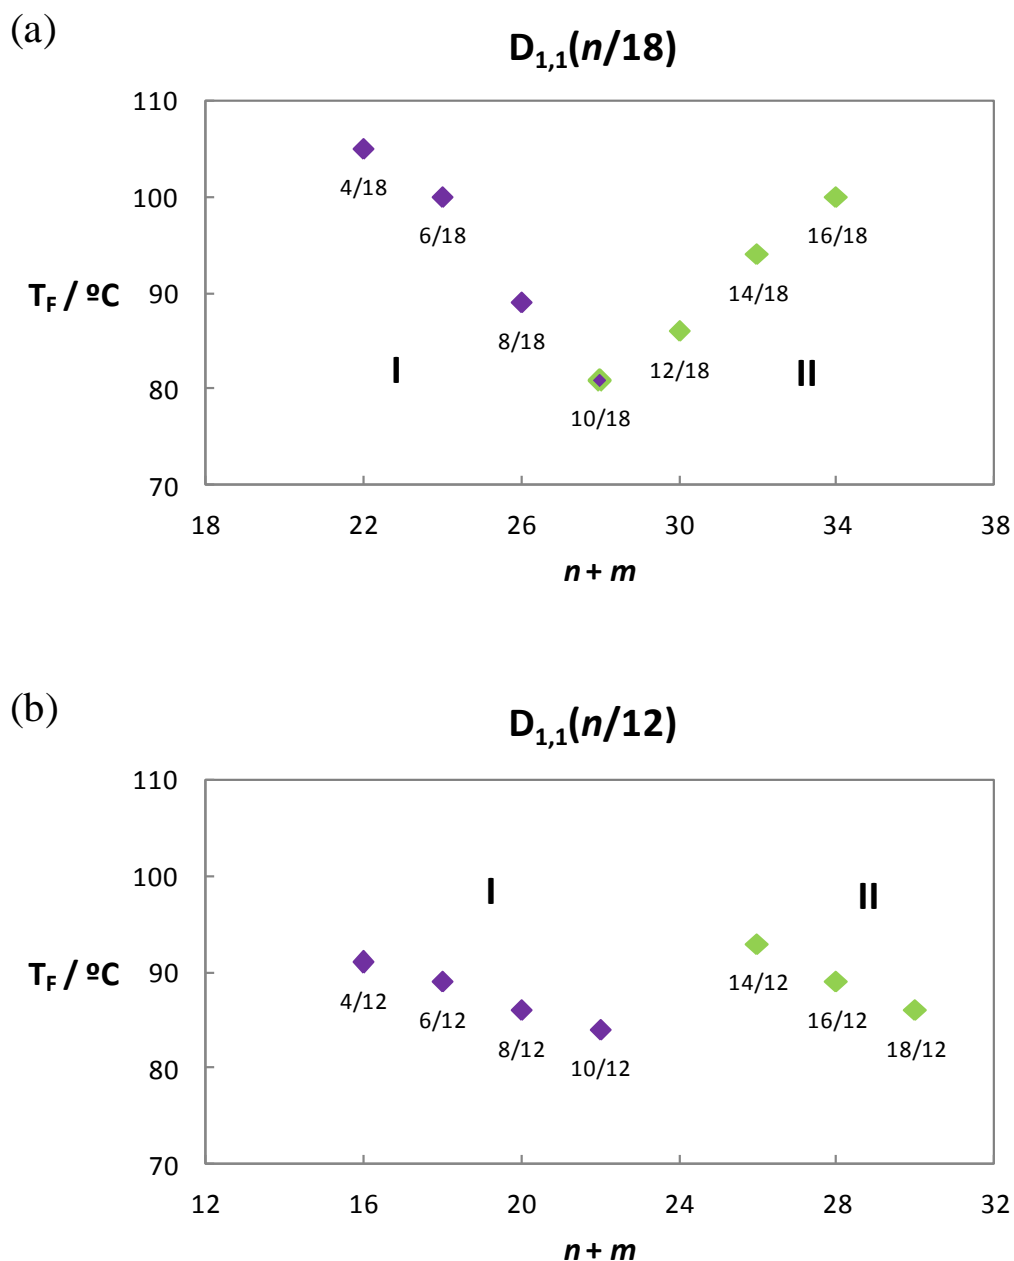 (a)
D1,1(n/18)
110
100
90
80
70
TF / ºC
4/18
6/18
8/18
10/18
12/18
14/18
16/18
I
II
18 22 26 30 34 38
n + m
(b)
D1,1(n/12)
110
100
90
80
70
TF / ºC
I
II
4/12
6/12
8/12
10/12
14/12
16/12
18/12
12 16 20 24 28 32
n + m